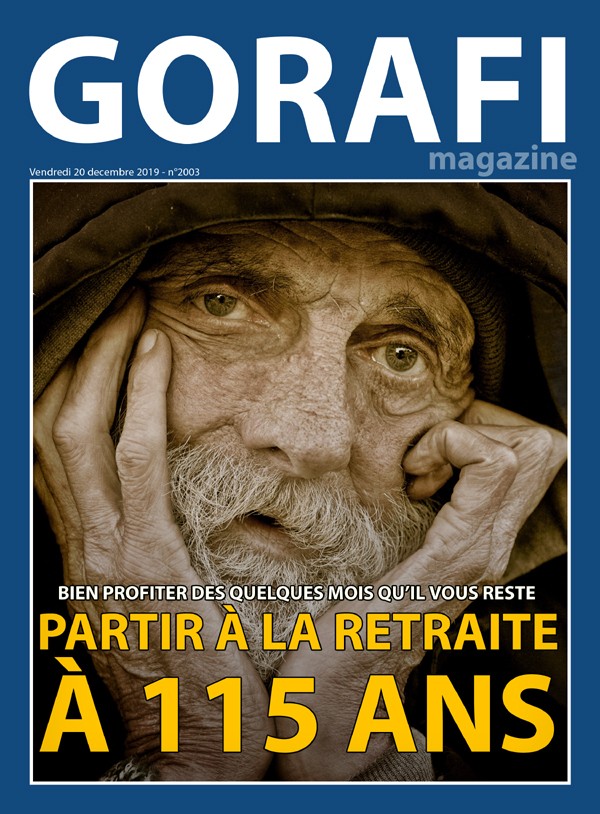 GORAFI
magazine
Vendredi 20 decembre 2019 - n°2003
BIEN PROFITER DES QUELQUES MOIS QU'IL VOUS RESTE
PARTIR À LA RETRAITE
À 115 ANS